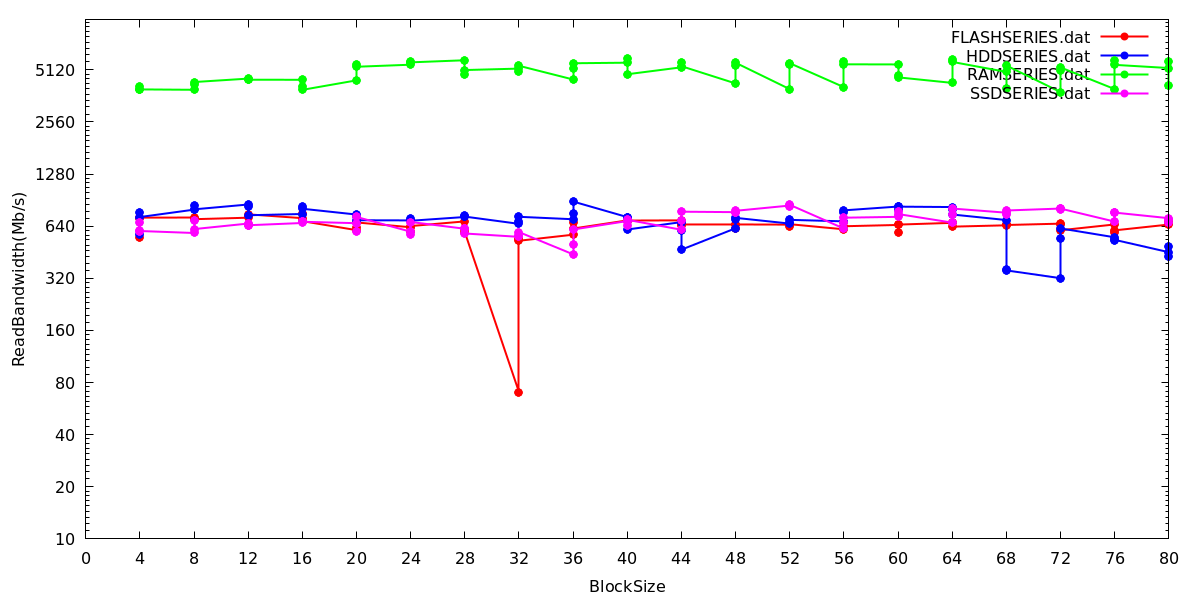 FLASHSERIES.dat
HDDSERIES.dat
RAMSERIES.dat
SSDSERIES.dat
5120
2560
1280
640
320
160
80
40
20
10
ReadBandwidth(Mb/s)
0 4 8 12 16 20 24 28 32 36 40 44 48 52 56 60 64 68 72 76 80
BlockSize